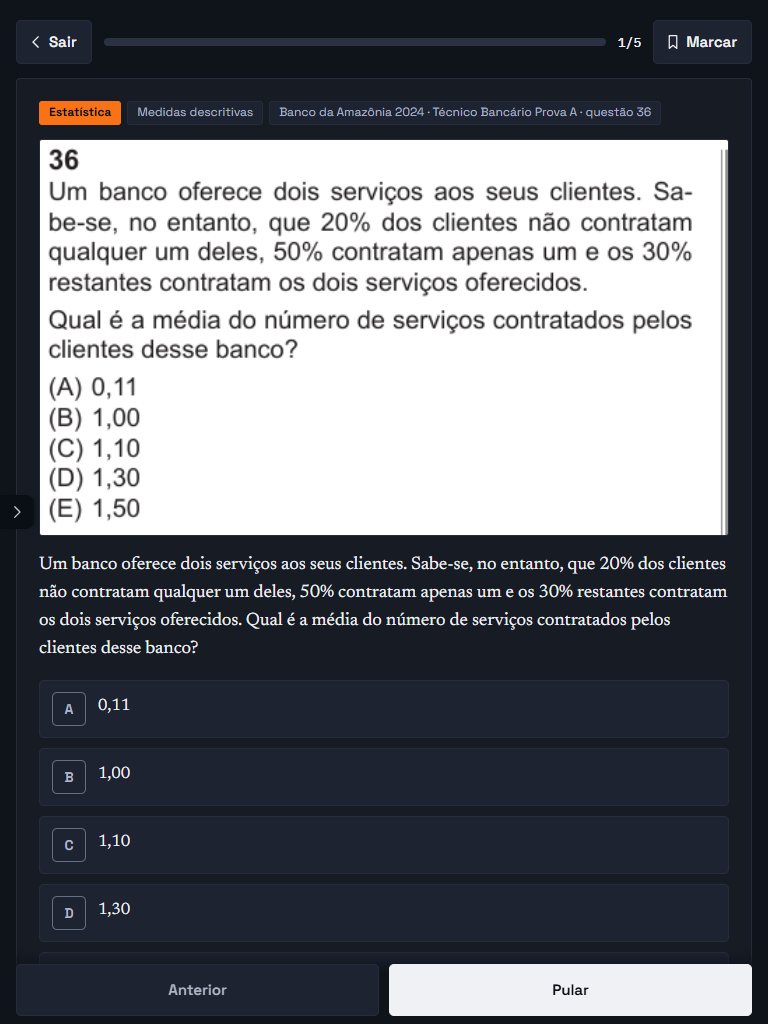 Sair
1/5
Marcar
Estatística
Medidas descritivas
Banco da Amazônia 2024 · Técnico Bancário Prova A · questão 36
36
Um banco oferece dois serviços aos seus clientes. Sa-
be-se, no entanto, que 20% dos clientes não contratam
qualquer um deles, 50% contratam apenas um e os 30%
restantes contratam os dois serviços oferecidos.
Qual é a média do número de serviços contratados pelos
clientes desse banco?
(A) 0,11
(B) 1,00
(C) 1,10
(D) 1,30
(E) 1,50
Um banco oferece dois serviços aos seus clientes. Sabe-se, no entanto, que 20% dos clientes
não contratam qualquer um deles, 50% contratam apenas um e os 30% restantes contratam
os dois serviços oferecidos. Qual é a média do número de serviços contratados pelos
clientes desse banco?
A 0,11
B 1,00
C 1,10
D 1,30
Anterior
Pular